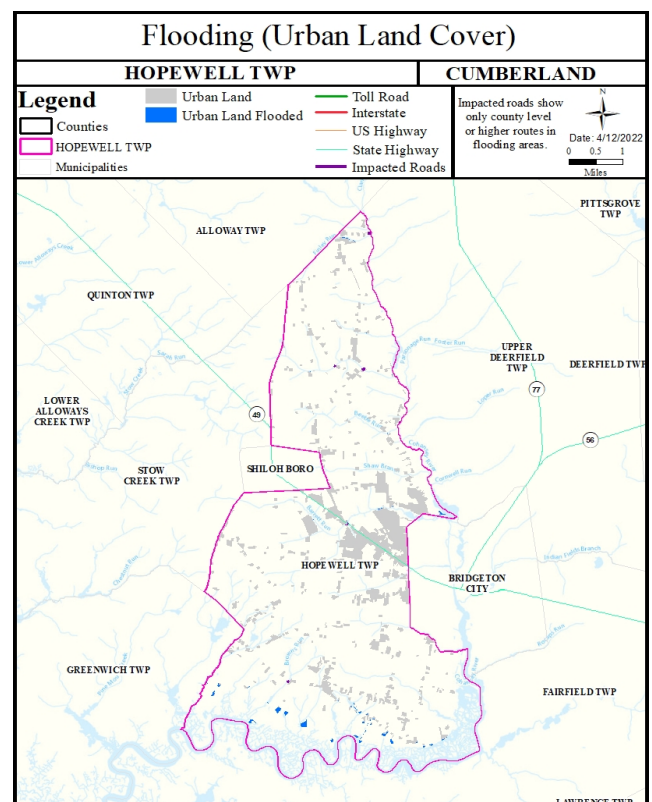 Flooding (Urban Land Cover)
HOPEWELL TWP
CUMBERLAND
Legend
Counties
HOPEWELL TWP
Municipalities
Urban Land
Urban Land Flooded
Toll Road
Interstate
US Highway
State Highway
Impacted Roads
Impacted roads show
only county level
or higher routes in
flooding areas.
N
Date: 4/12/2022
0 0.5 1
Miles
PITTSGROVE
TWP
ALLOWAY TWP
QUINTON TWP
UPPER
DEERFIELD
TWP
DEERFIELD TWP
77
LOWER
ALLOWAYS
CREEK TWP
49
56
STOW
CREEK TWP
SHILOH BORO
HOPEWELL TWP
BRIDGETON
CITY
GREENWICH TWP
FAIRFIELD TWP
LAWRENCE TWP